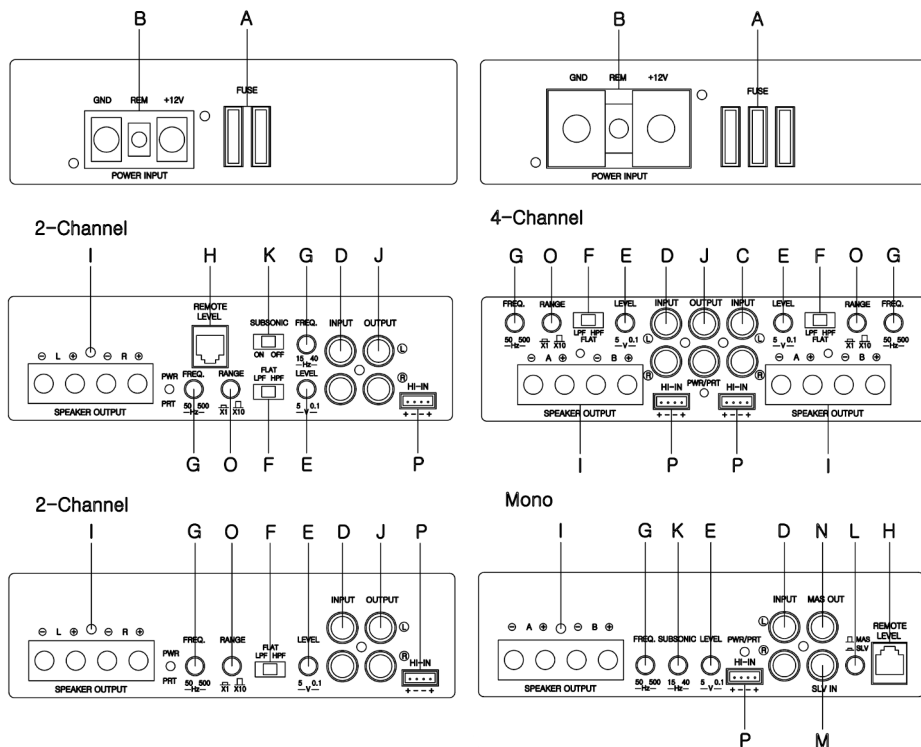 B A
FUSE
GND REM +12V
POWER INPUT
B A
GND REM +12V FUSE
POWER INPUT
2-Channel
I H K G D J
REMOTE LEVEL
SUBSONIC FREQ. INPUT OUTPUT
ON OFF 15 40
Hz
L
⊖ L ⊕ ⊖ R ⊕
PWR
PRT
FREQ. RANGE FLAT LEVEL
LPF HPF
R
HI-IN
SPEAKER OUTPUT
50 500 X1 X10 5 0.1
Hz V
+ - - +
G O F E P
4-Channel
G O F E D J C E F O G
FREQ. RANGE LEVEL INPUT OUTPUT INPUT LEVEL RANGE FREQ.
L L
50 500 X1 X10 LPF HPF 5 0.1 5 0.1 LPF HPF X1 X10 50 500
Hz FLAT V V FLAT Hz
⊖ A ⊕ ⊖ B ⊕ R R ⊖ A ⊕ ⊖ B ⊕
PWR/PRT
HI-IN HI-IN
SPEAKER OUTPUT + - - + + - - + SPEAKER OUTPUT
I P P I
2-Channel
I G O F E D J P
INPUT OUTPUT
L
⊖ L ⊕ ⊖ R ⊕
PWR
PRT
FREQ. RANGE FLAT LEVEL
LPF HPF
R
HI-IN
50 500 X1 X10 5 0.1
Hz V
+ - - +
SPEAKER OUTPUT
Mono
I G K E D N L H
INPUT MAS OUT
REMOTE LEVEL
L
MAS
SLV
⊖ A ⊕ ⊖ B ⊕
FREQ. SUBSONIC LEVEL PWR/PRT
R
HI-IN
50 500 15 40 5 0.1
Hz Hz V
+ - - +
SPEAKER OUTPUT SLV IN
P M